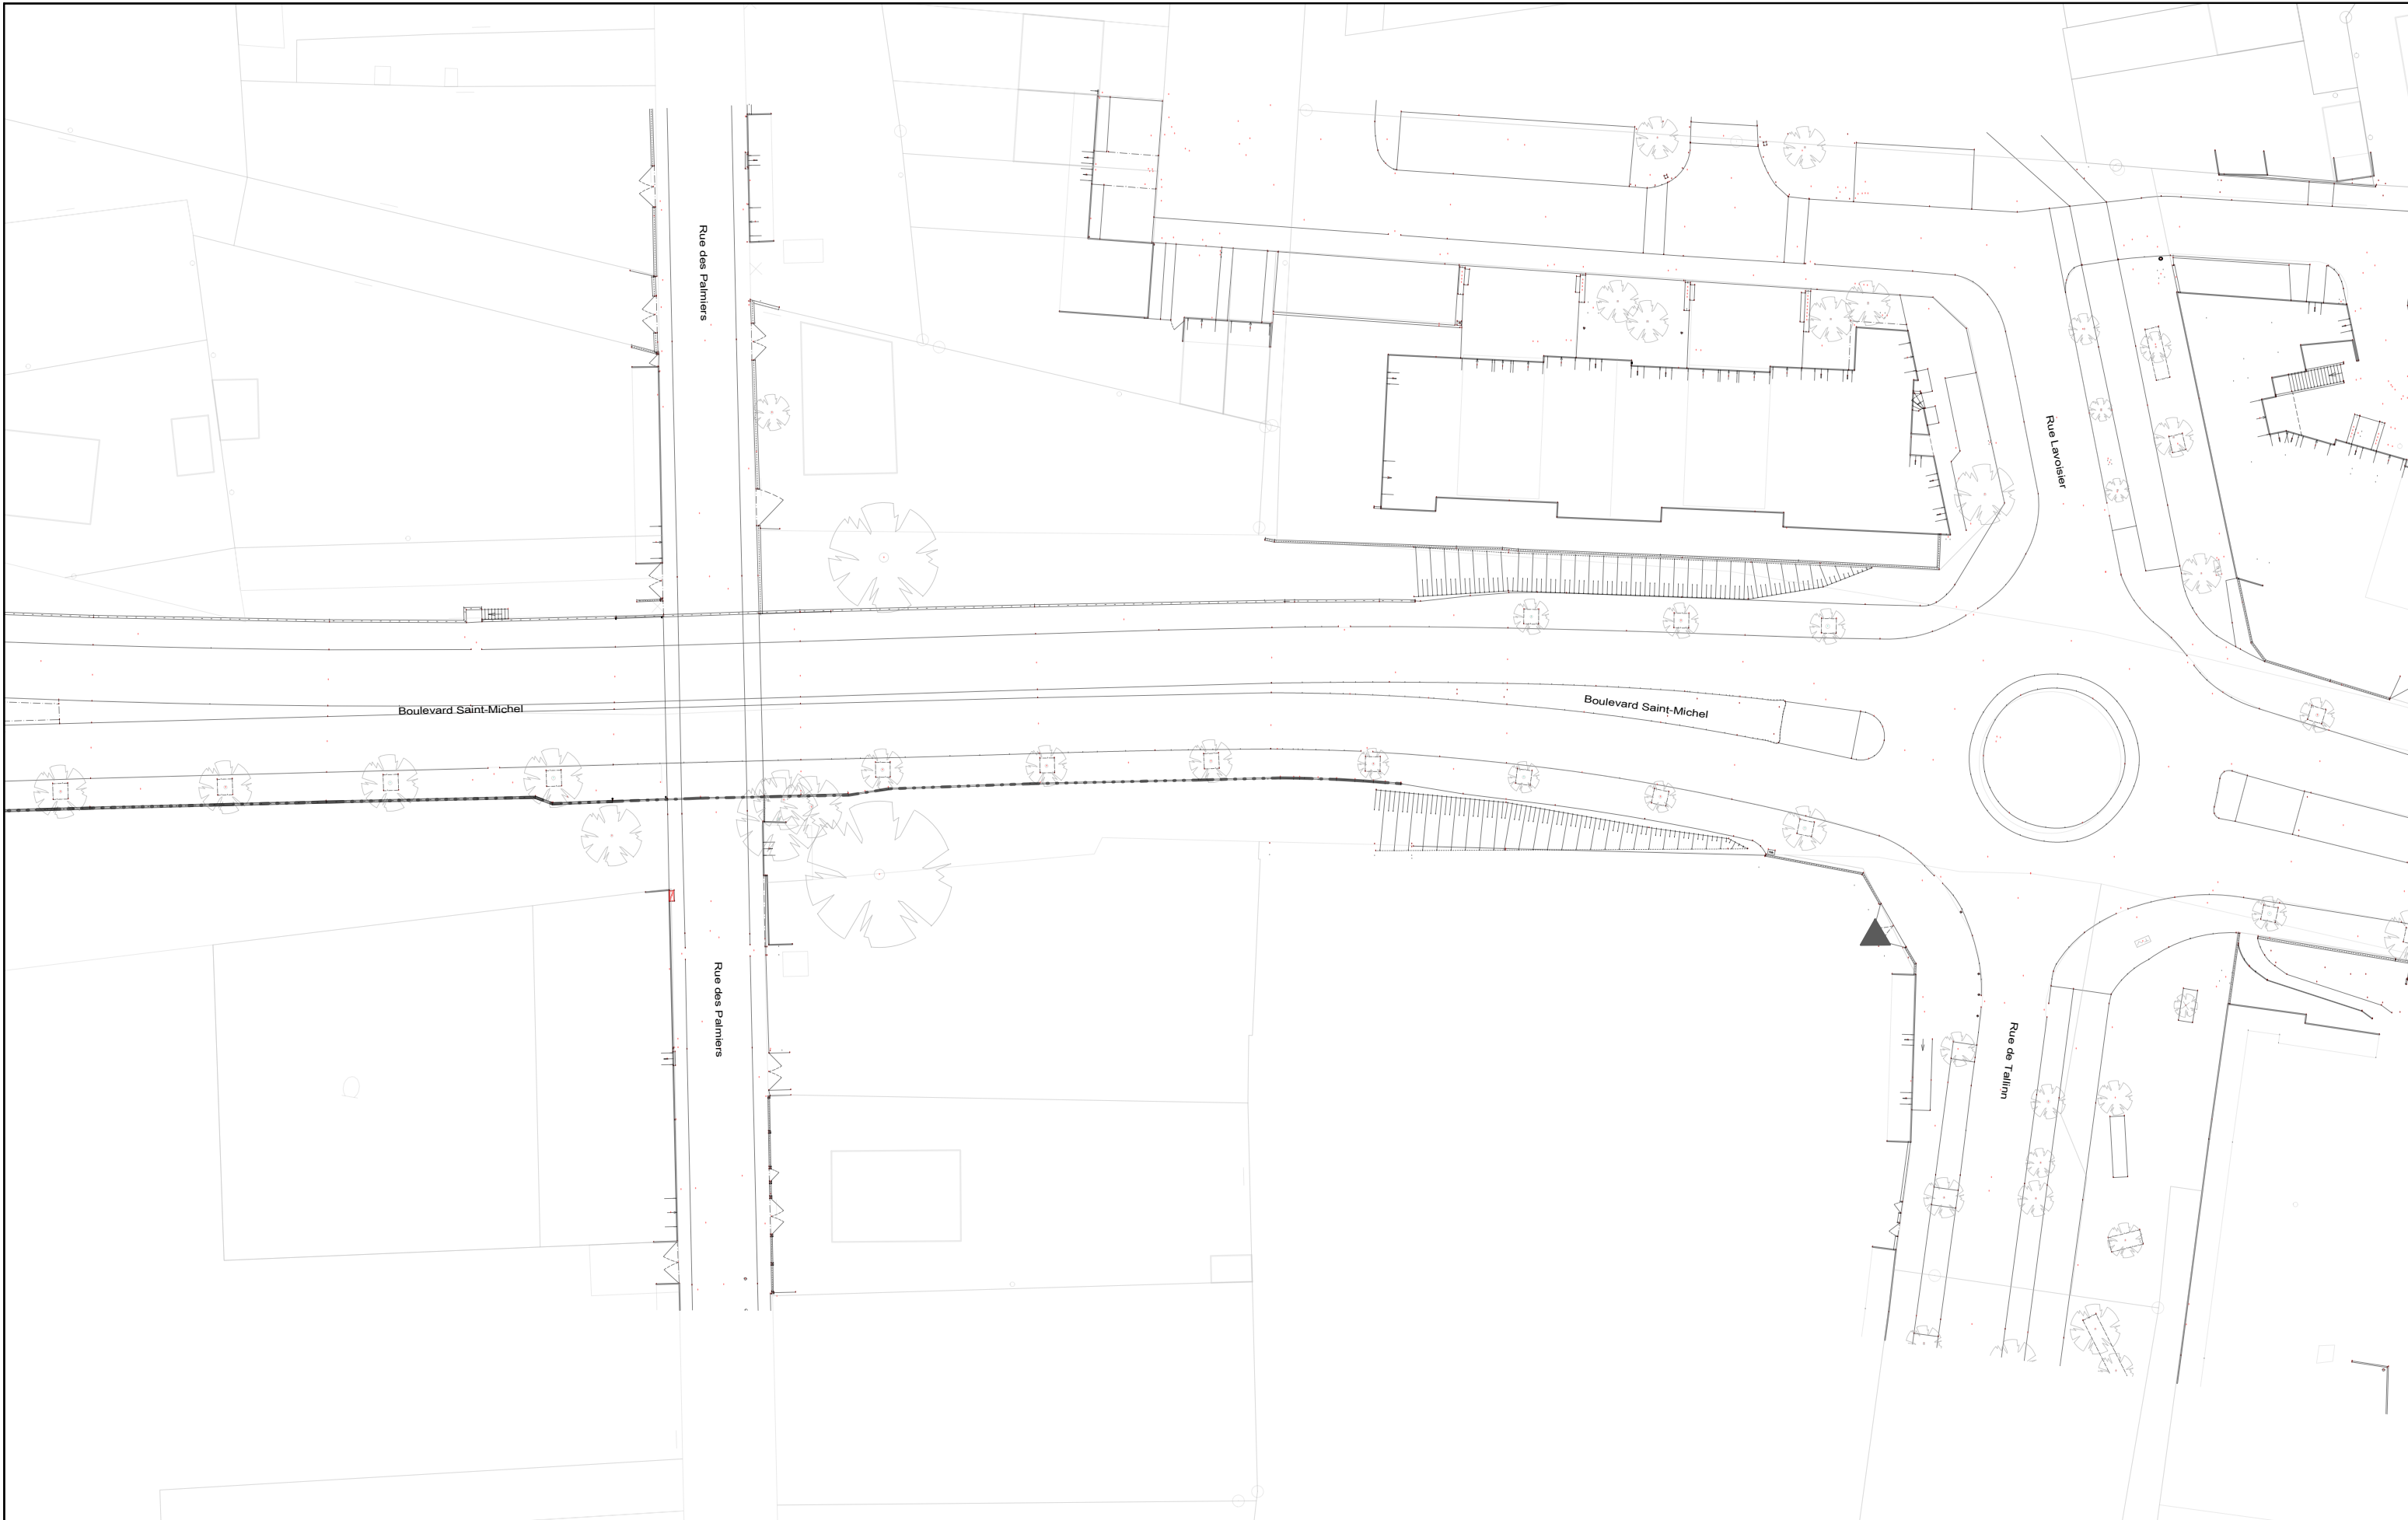 Rue des Palmiers
Rue Lavoisier
Boulevard Saint-Michel
Boulevard Saint-Michel
Rue des Palmiers
Rue de Tallinn